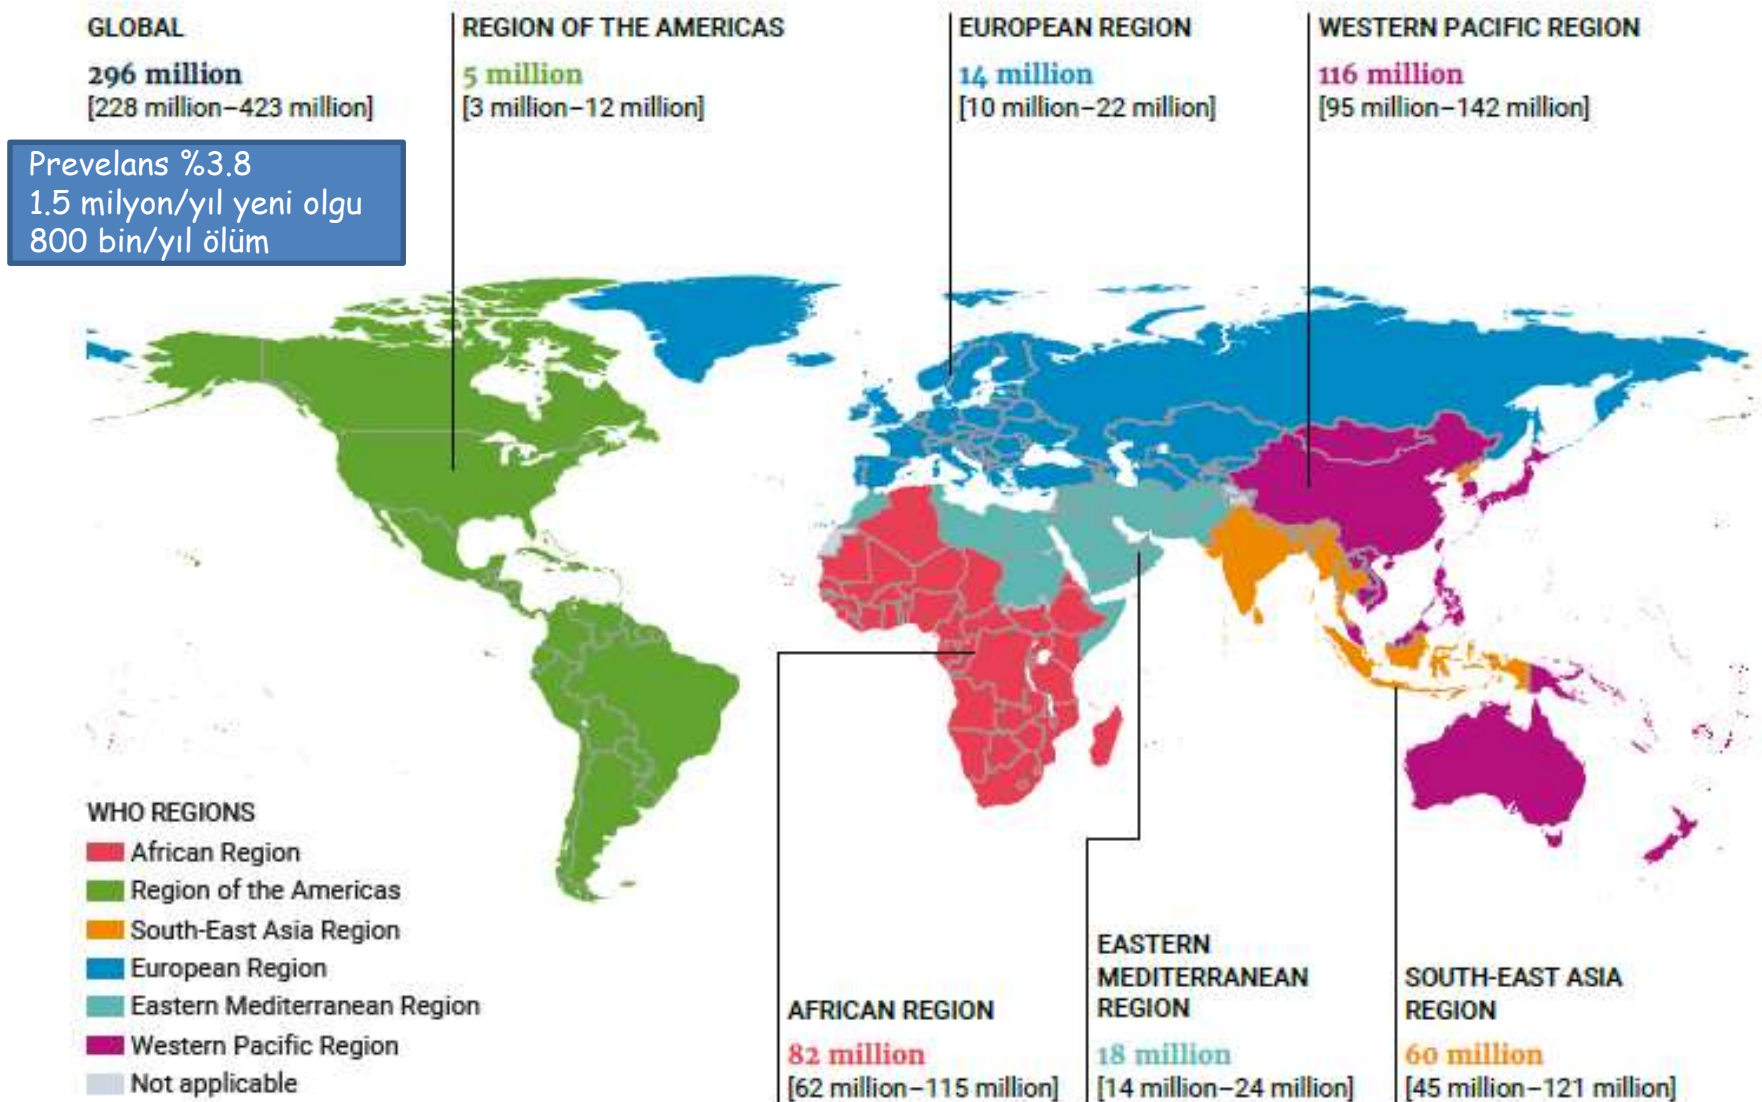 GLOBAL
296 million
[228 million–423 million]
REGION OF THE AMERICAS
5 million
[3 million–12 million]
EUROPEAN REGION
14 million
[10 million–22 million]
WESTERN PACIFIC REGION
116 million
[95 million–142 million]
Prevelans %3.8
1.5 milyon/yıl yeni olgu
800 bin/yıl ölüm
WHO REGIONS
African Region
Region of the Americas
South-East Asia Region
European Region
Eastern Mediterranean Region
Western Pacific Region
Not applicable
AFRICAN REGION
82 million
[62 million–115 million]
EASTERN
MEDITERRANEAN
REGION
18 million
[14 million–24 million]
SOUTH-EAST ASIA
REGION
60 million
[45 million–121 million]